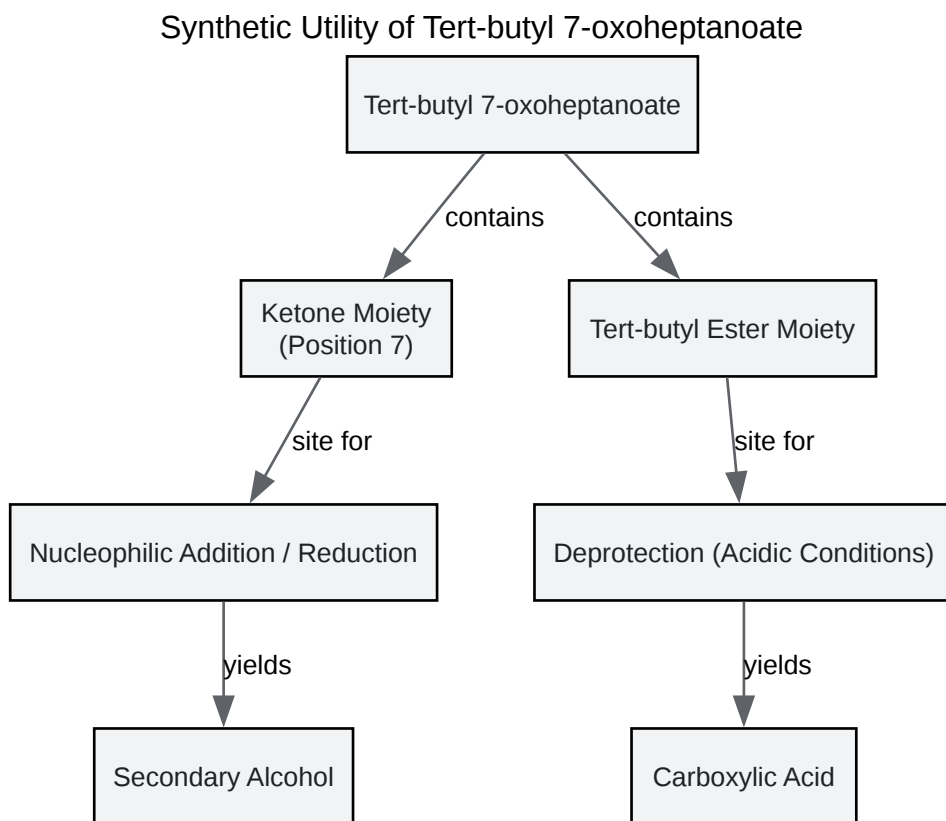 Synthetic Utility of Tert-butyl 7-oxoheptanoate
Tert-butyl 7-oxoheptanoate
contains
contains
Ketone Moiety
(Position 7)
Tert-butyl Ester Moiety
site for
site for
Nucleophilic Addition / Reduction
Deprotection (Acidic Conditions)
yields
yields
Secondary Alcohol
Carboxylic Acid